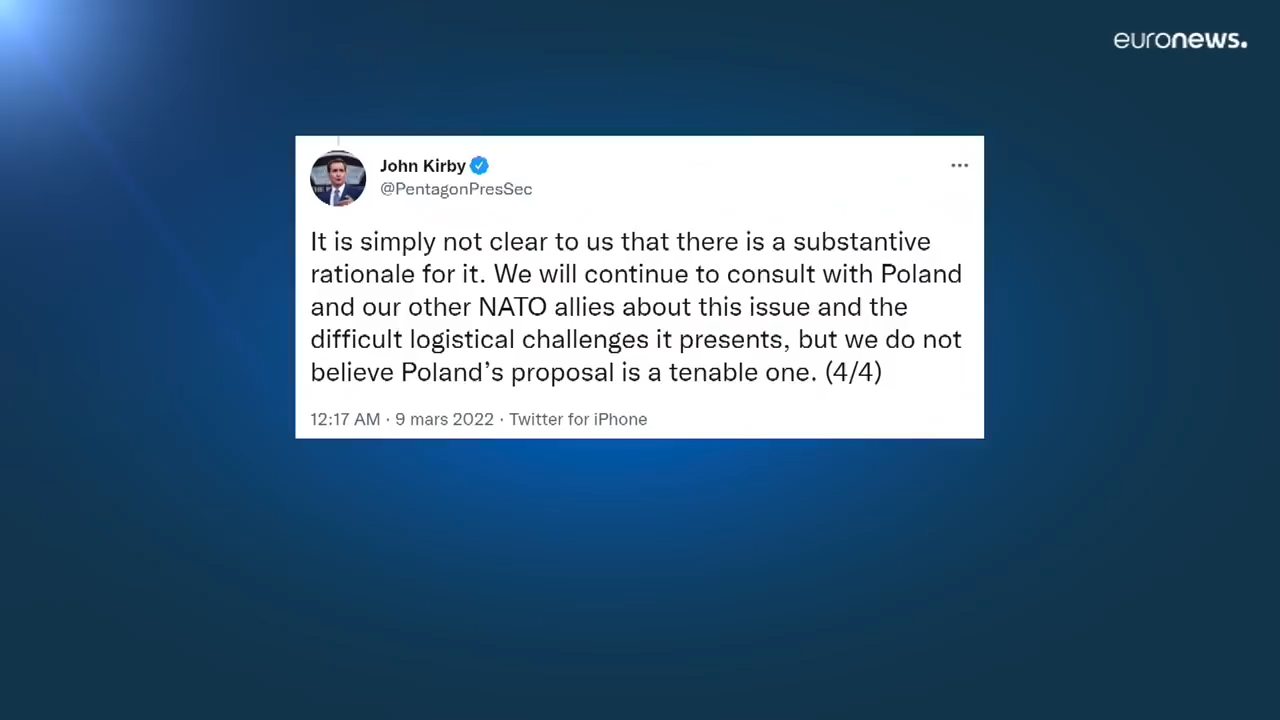 euronews.
John Kirby
@PentagonPresSec
It is simply not clear to us that there is a substantive
rationale for it. We will continue to consult with Poland
and our other NATO allies about this issue and the
difficult logistical challenges it presents, but we do not
believe Poland’s proposal is a tenable one. (4/4)
12:17 AM · 9 mars 2022 · Twitter for iPhone